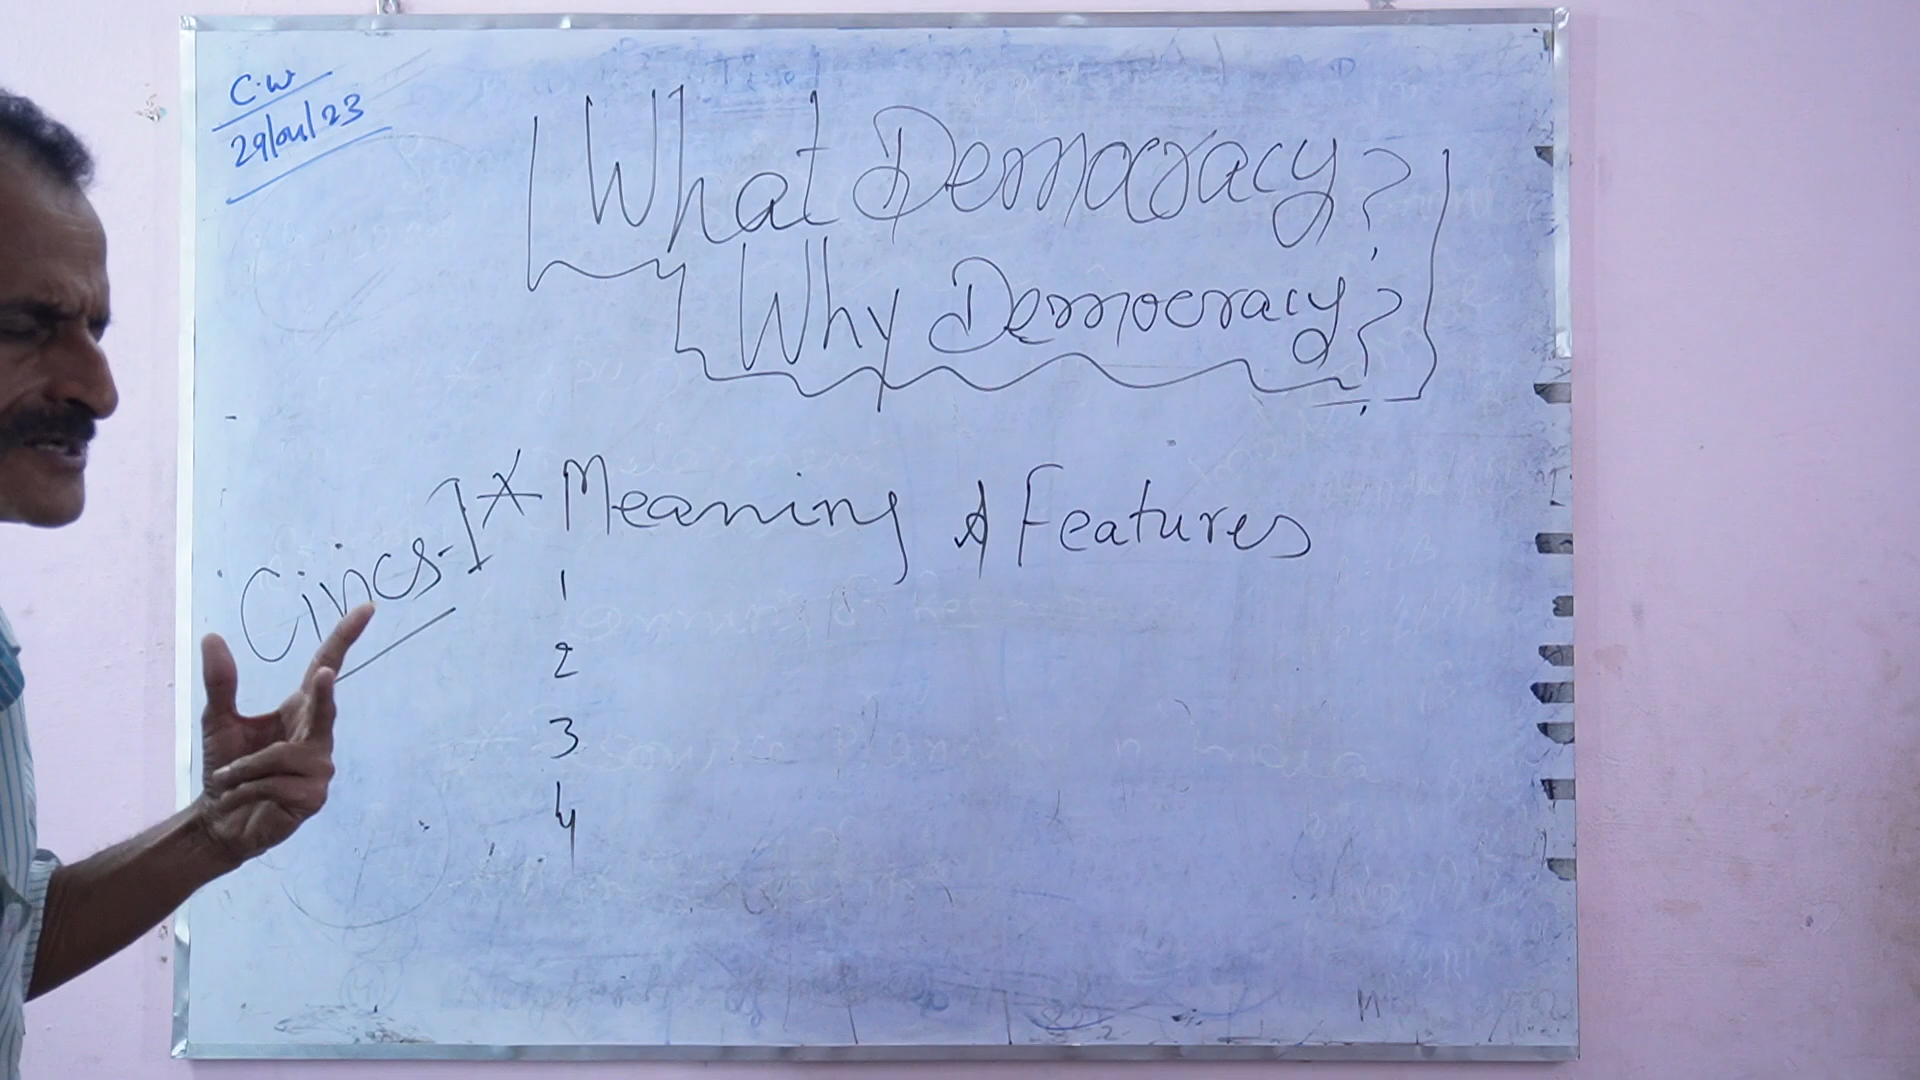 C.W
29/04/23
What Democracy?
Why Democracy?
Civics-I * Meaning & Features
1
2
3
4